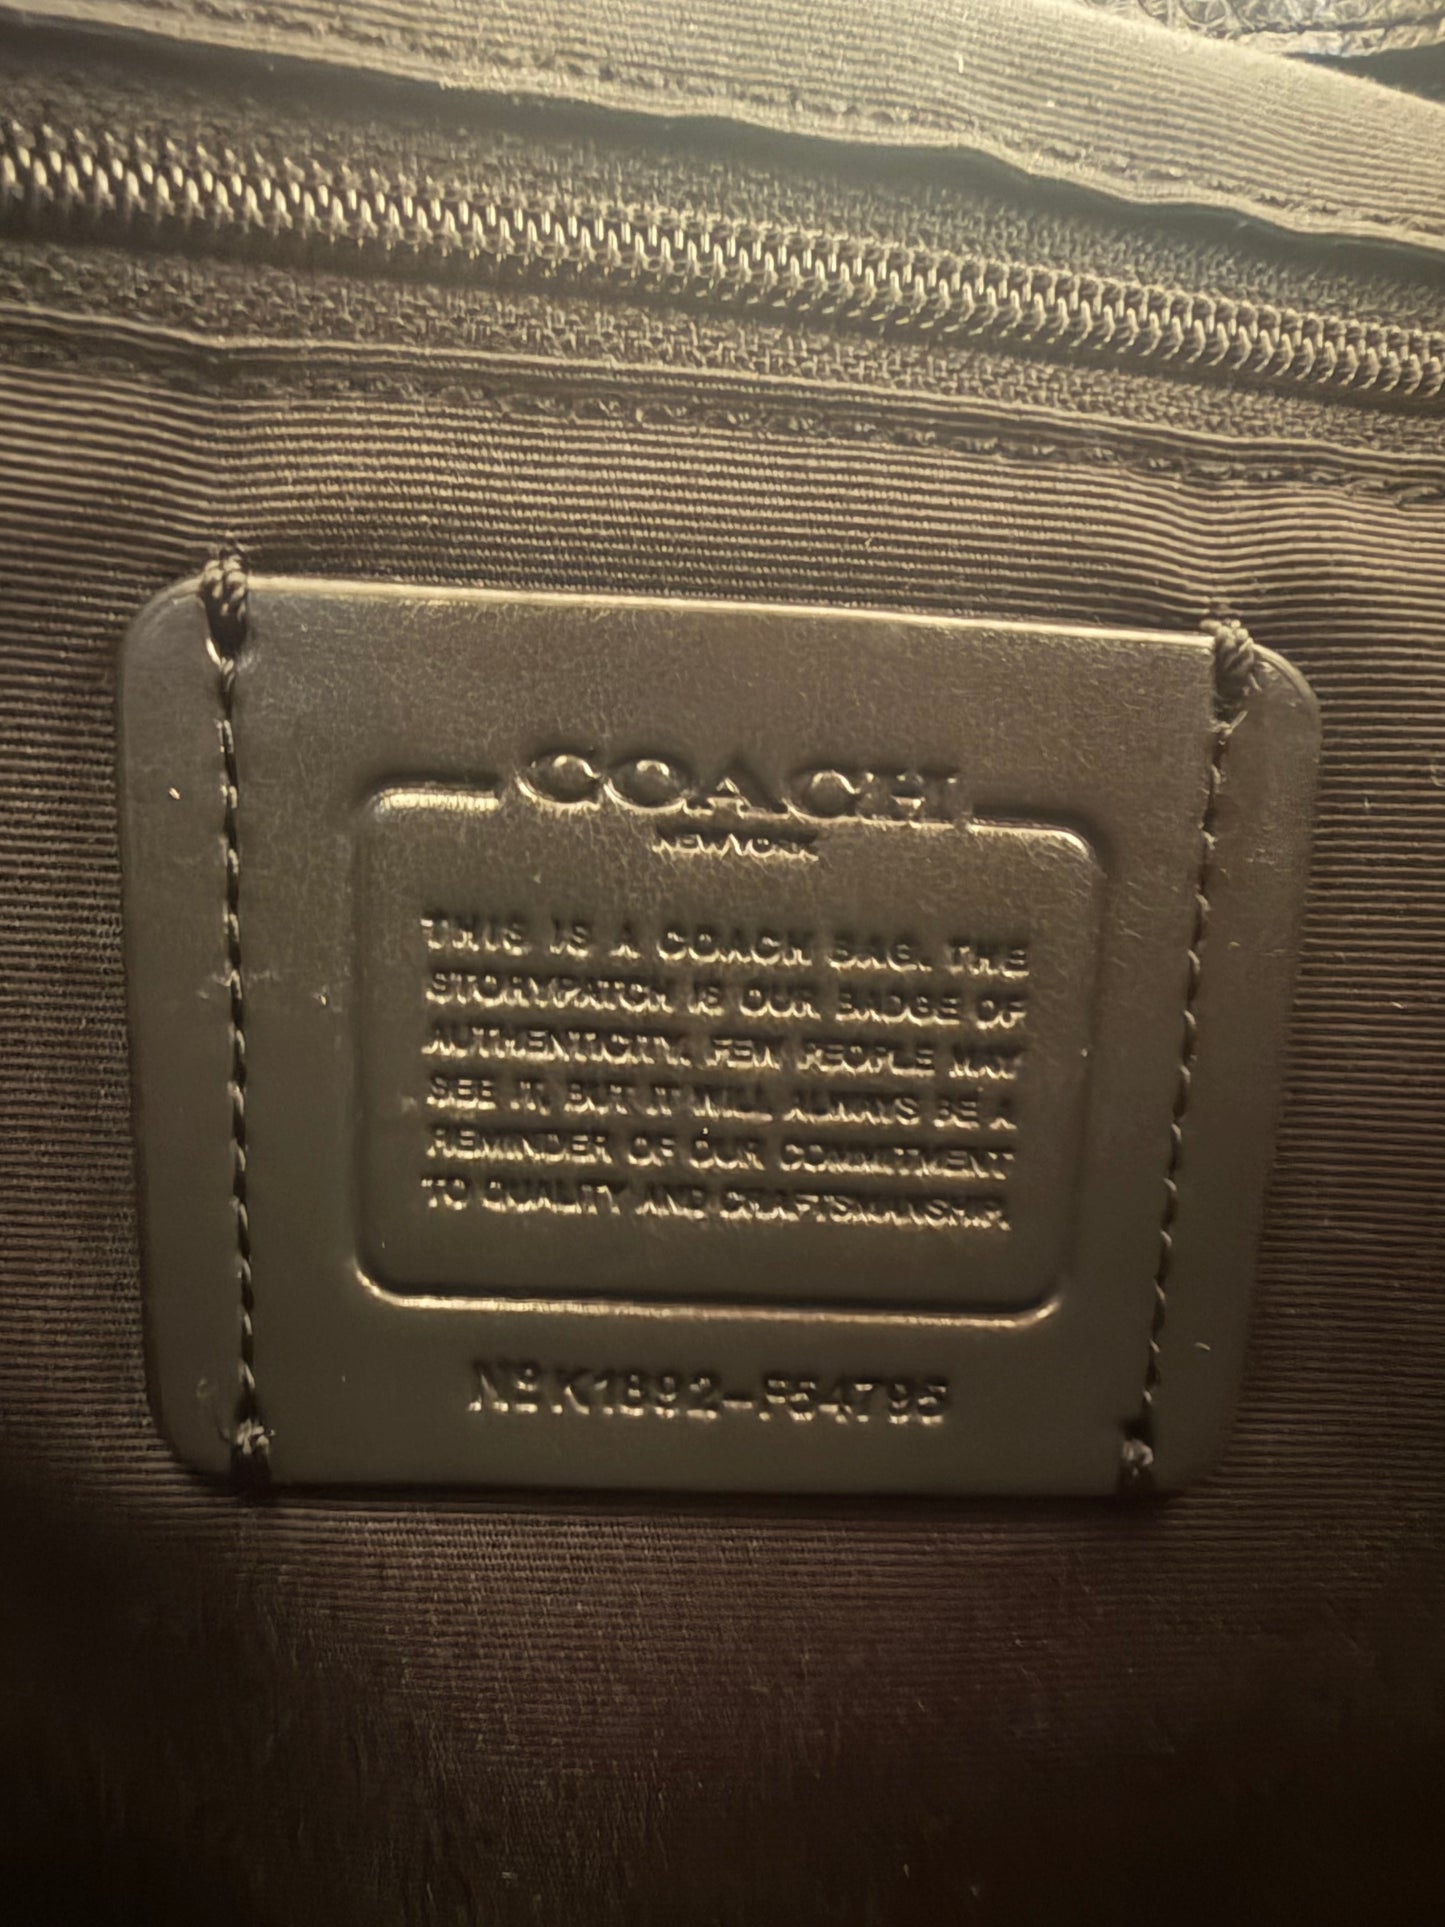 COACH
NEW YORK
THIS IS A COACH BAG. THE
STORYPATCH IS OUR BADGE OF
AUTHENTICITY. FEW PEOPLE MAY
SEE IT, BUT IT WILL ALWAYS BE A
REMINDER OF OUR COMMITMENT
TO QUALITY AND CRAFTSMANSHIP.
Nº K1892-F54795